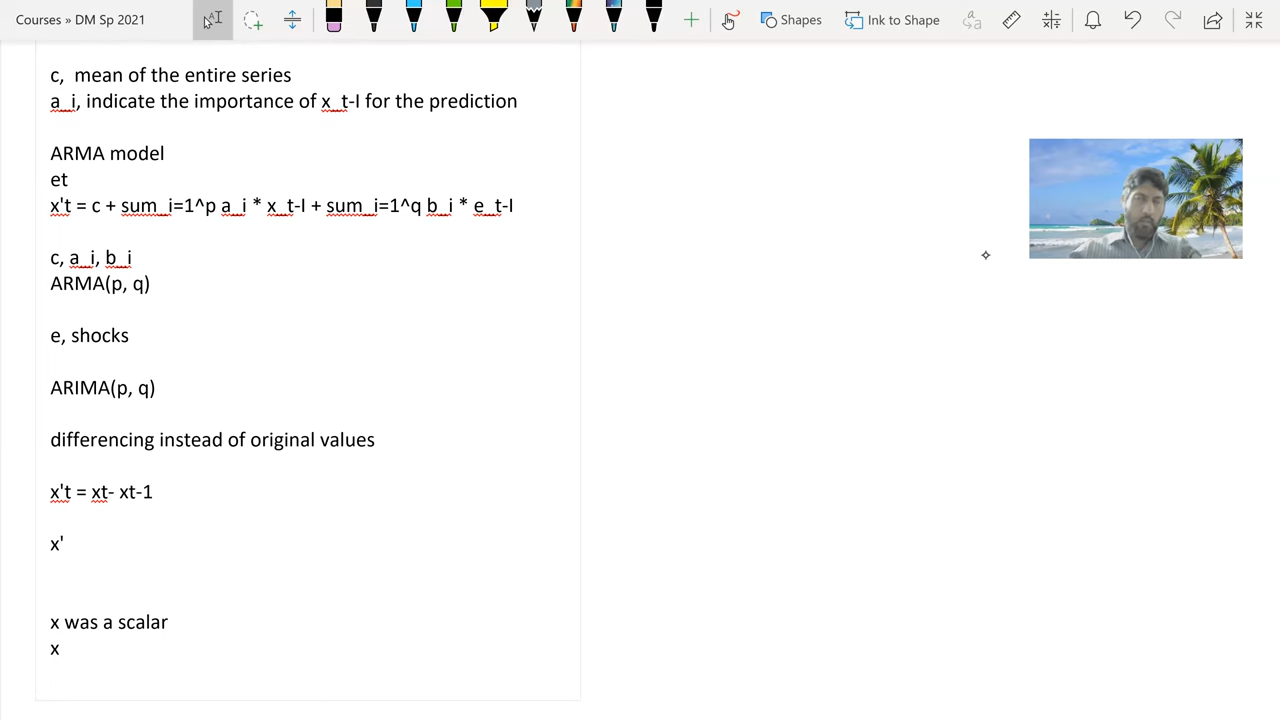 Courses » DM Sp 2021
Shapes
Ink to Shape
c, mean of the entire series
a_i, indicate the importance of x_t-I for the prediction
ARMA model
et
x't = c + sum_i=1^p a_i * x_t-I + sum_i=1^q b_i * e_t-I
c, a_i, b_i
ARMA(p, q)
e, shocks
ARIMA(p, q)
differencing instead of original values
x't = xt- xt-1
x'
x was a scalar
x